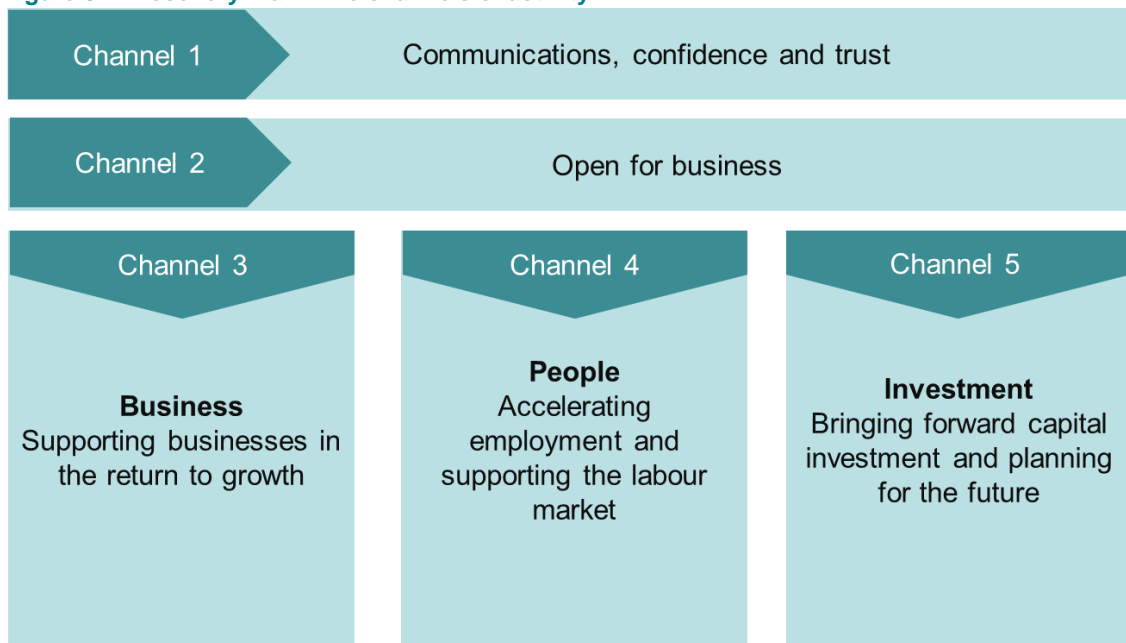 Channel 1
Communications, confidence and trust
Channel 2
Open for business
Channel 3
Business
Supporting businesses in
the return to growth
Channel 4
People
Accelerating
employment and
supporting the labour
market
Channel 5
Investment
Bringing forward capital
investment and planning
for the future